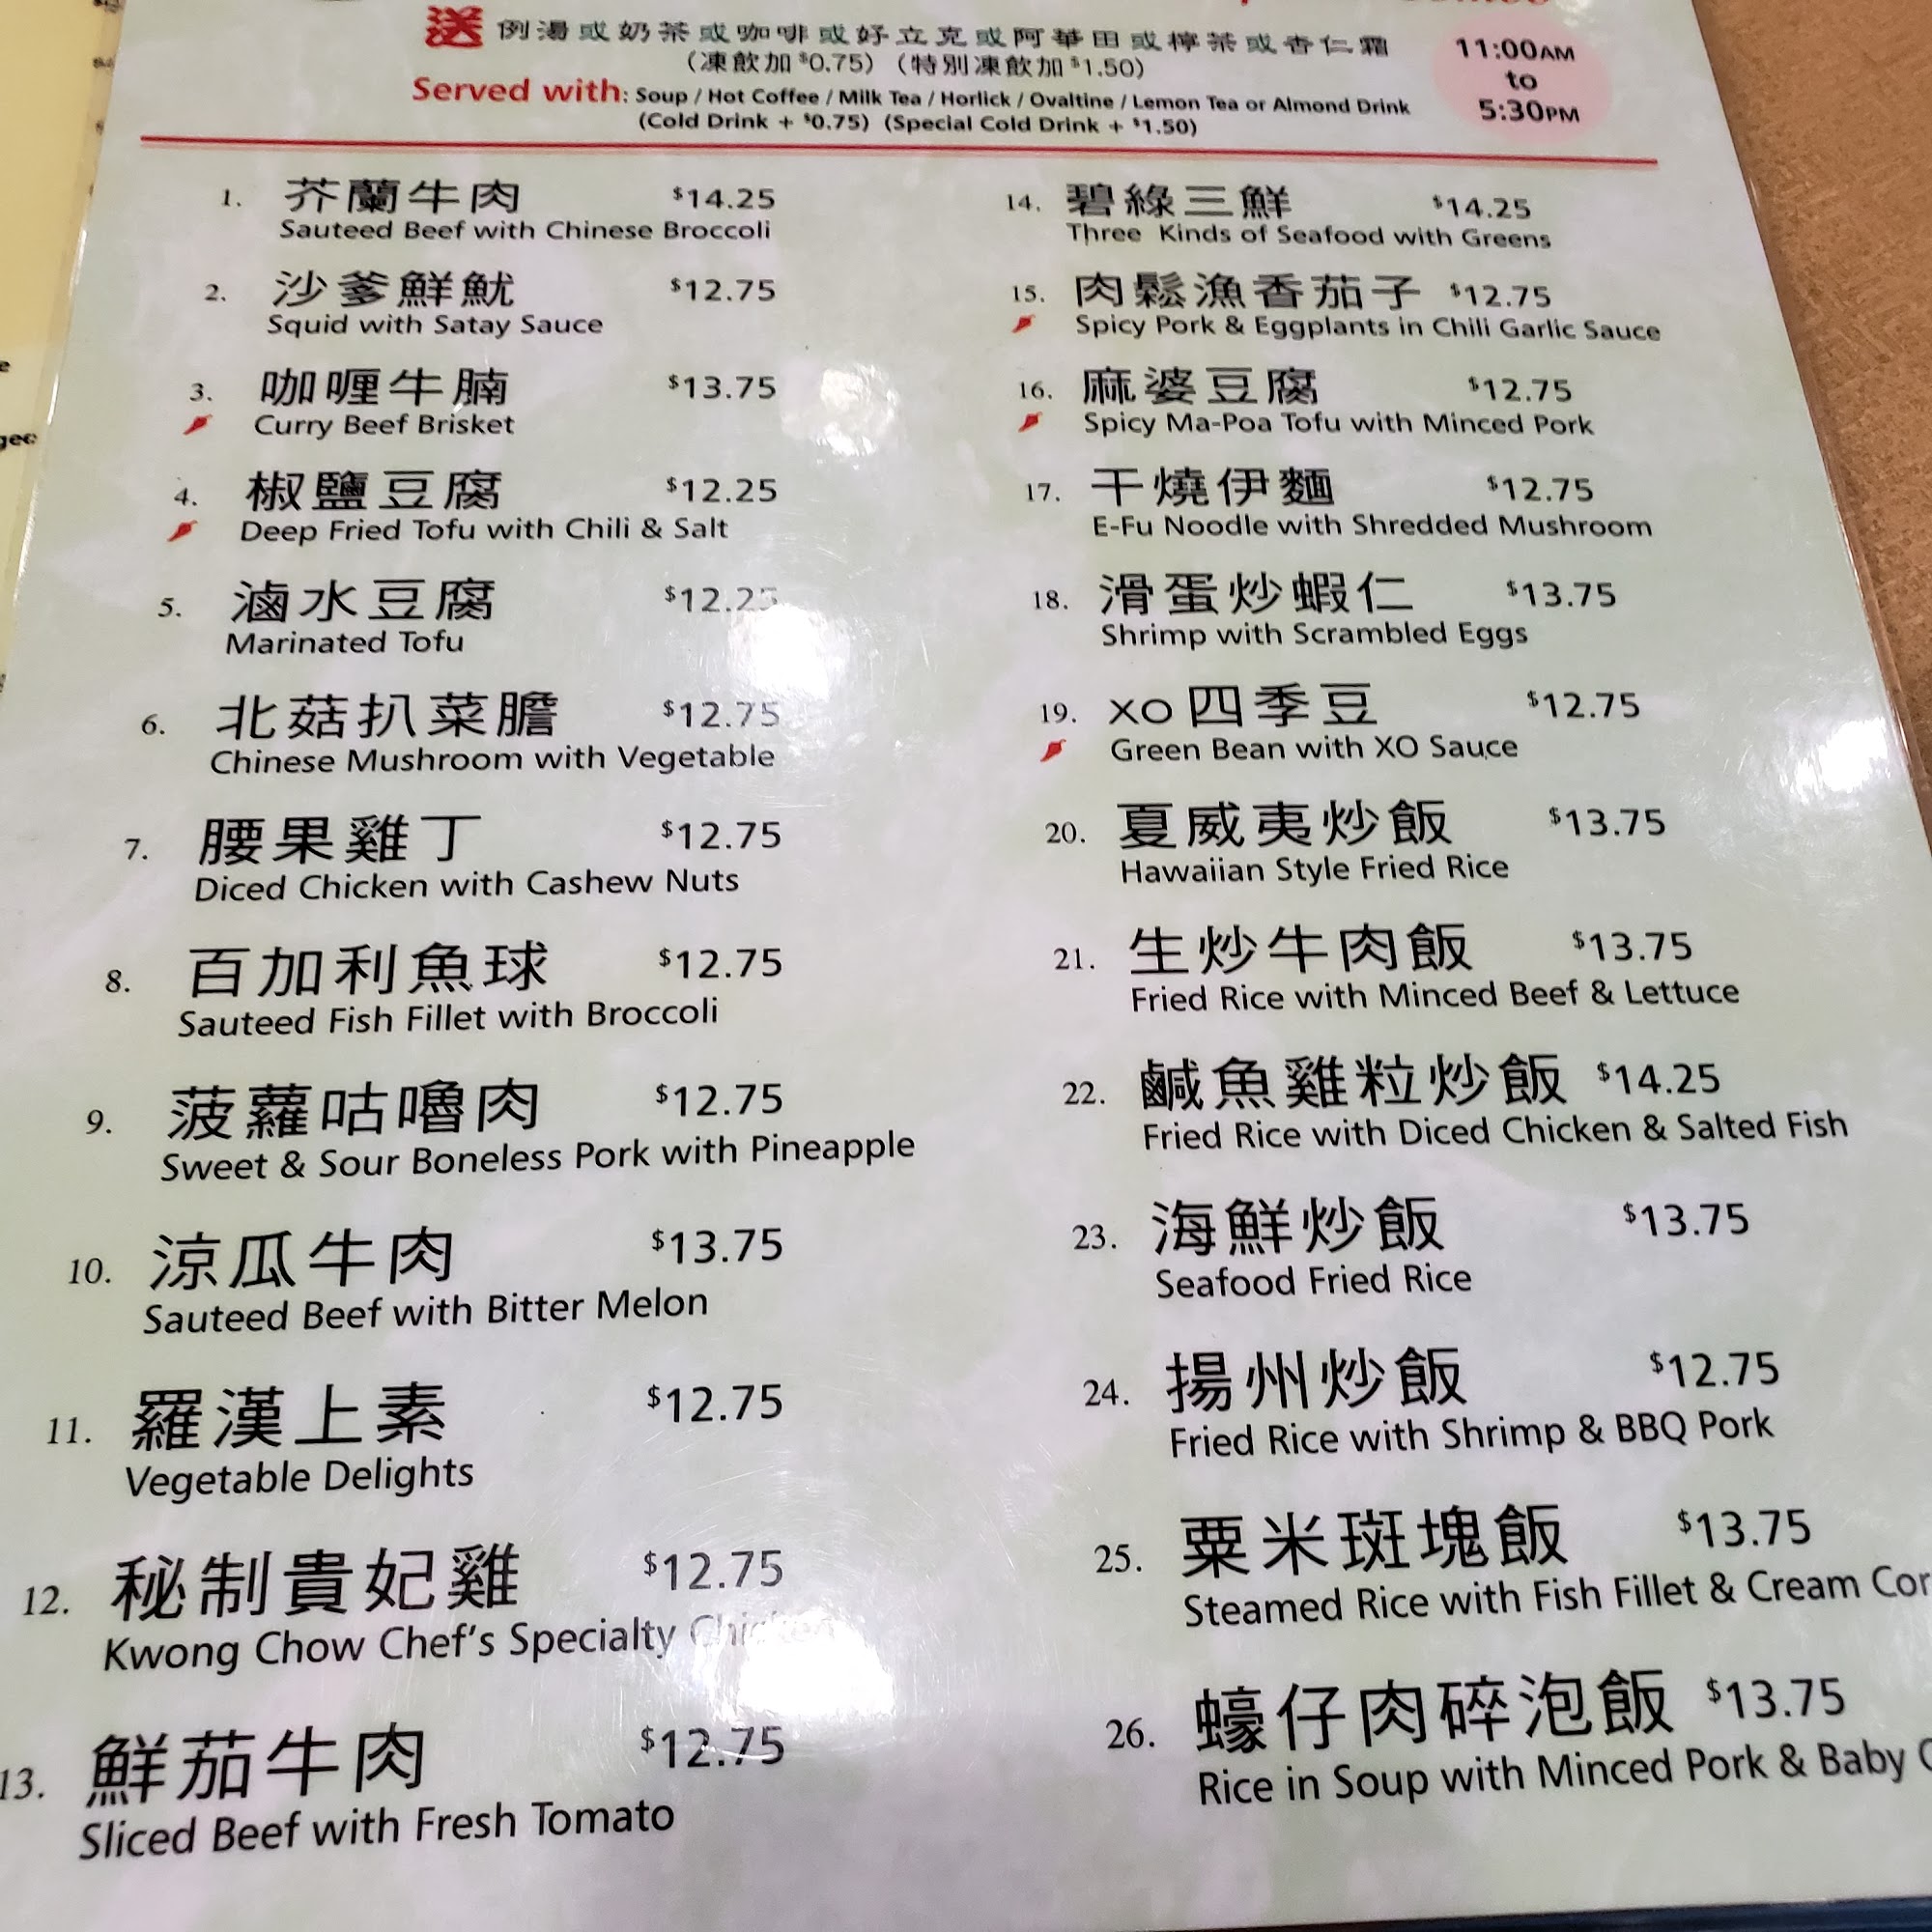 送 例湯或奶茶或咖啡或好立克或阿華田或檸茶或杏仁霜
(凍飲加 $0.75) (特別凍飲加 $1.50)
Served with: Soup / Hot Coffee / Milk Tea / Horlick / Ovaltine / Lemon Tea or Almond Drink
(Cold Drink + $0.75) (Special Cold Drink + $1.50)
11:00AM
to
5:30PM
1. 芥蘭牛肉 $14.25
Sauteed Beef with Chinese Broccoli
2. 沙爹鮮魷 $12.75
Squid with Satay Sauce
3. 咖喱牛腩 $13.75
Curry Beef Brisket
4. 椒鹽豆腐 $12.25
Deep Fried Tofu with Chili & Salt
5. 滷水豆腐 $12.25
Marinated Tofu
6. 北菇扒菜膽 $12.75
Chinese Mushroom with Vegetable
7. 腰果雞丁 $12.75
Diced Chicken with Cashew Nuts
8. 百加利魚球 $12.75
Sauteed Fish Fillet with Broccoli
9. 菠蘿咕嚕肉 $12.75
Sweet & Sour Boneless Pork with Pineapple
10. 涼瓜牛肉 $13.75
Sauteed Beef with Bitter Melon
11. 羅漢上素 $12.75
Vegetable Delights
12. 秘制貴妃雞 $12.75
Kwong Chow Chef's Specialty Chicken
13. 鮮茄牛肉 $12.75
Sliced Beef with Fresh Tomato
14. 碧綠三鮮 $14.25
Three Kinds of Seafood with Greens
15. 肉鬆漁香茄子 $12.75
Spicy Pork & Eggplants in Chili Garlic Sauce
16. 麻婆豆腐 $12.75
Spicy Ma-Poa Tofu with Minced Pork
17. 干燒伊麵 $12.75
E-Fu Noodle with Shredded Mushroom
18. 滑蛋炒蝦仁 $13.75
Shrimp with Scrambled Eggs
19. XO四季豆 $12.75
Green Bean with XO Sauce
20. 夏威夷炒飯 $13.75
Hawaiian Style Fried Rice
21. 生炒牛肉飯 $13.75
Fried Rice with Minced Beef & Lettuce
22. 鹹魚雞粒炒飯 $14.25
Fried Rice with Diced Chicken & Salted Fish
23. 海鮮炒飯 $13.75
Seafood Fried Rice
24. 揚州炒飯 $12.75
Fried Rice with Shrimp & BBQ Pork
25. 粟米斑塊飯 $13.75
Steamed Rice with Fish Fillet & Cream Cor
26. 蠔仔肉碎泡飯 $13.75
Rice in Soup with Minced Pork & Baby